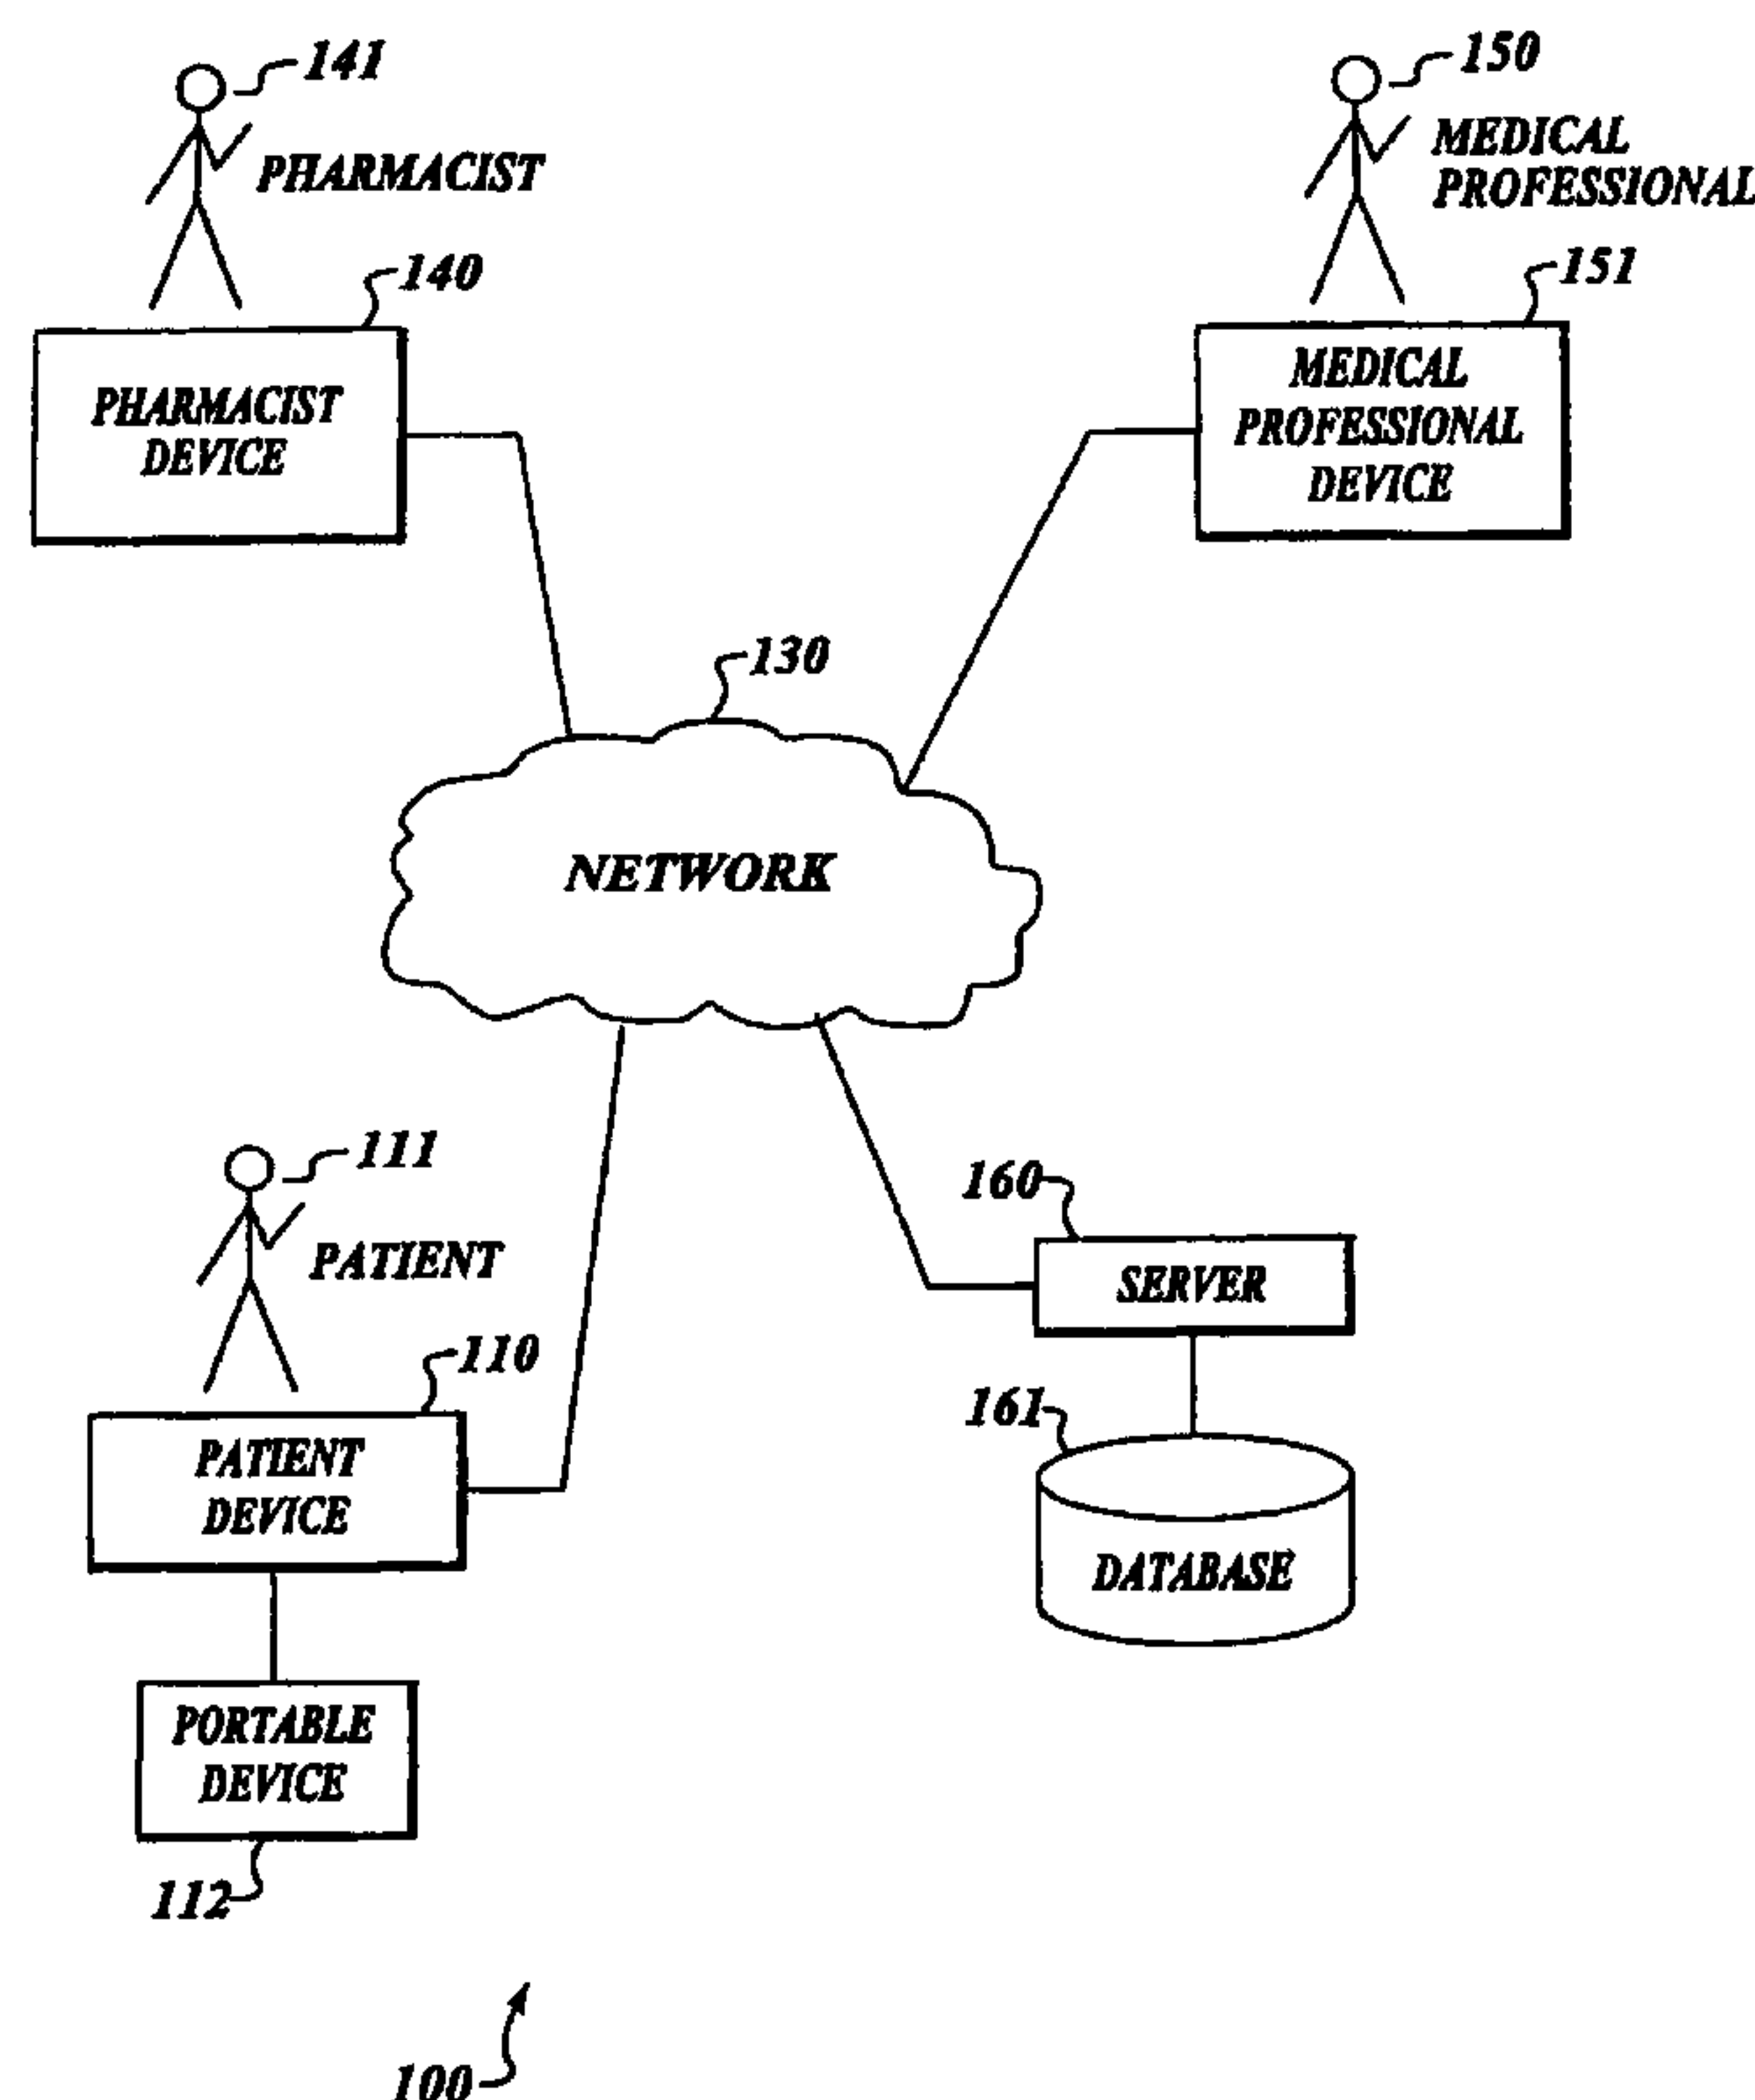 141
PHARMACIST
140
PHARMACIST
DEVICE
150
MEDICAL
PROFESSIONAL
151
MEDICAL
PROFESSIONAL
DEVICE
130
NETWORK
111
PATIENT
110
PATIENT
DEVICE
PORTABLE
DEVICE
112
160
SERVER
161
DATABASE
100